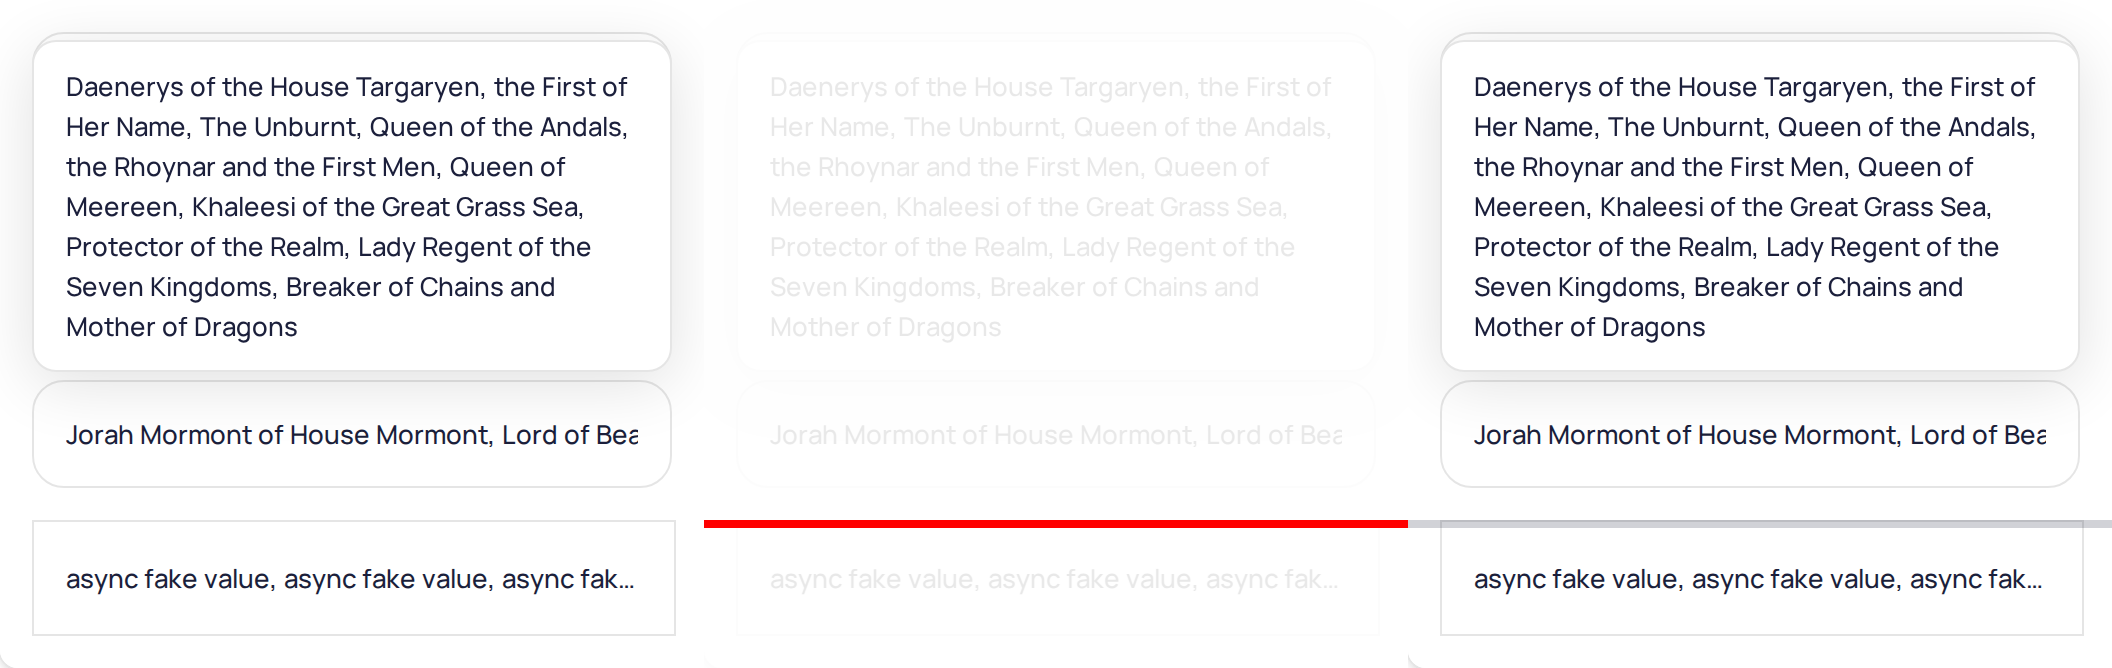 Daenerys of the House Targaryen, the First of
Her Name, The Unburnt, Queen of the Andals,
the Rhoynar and the First Men, Queen of
Meereen, Khaleesi of the Great Grass Sea,
Protector of the Realm, Lady Regent of the
Seven Kingdoms, Breaker of Chains and
Mother of Dragons
Jorah Mormont of House Mormont, Lord of Bea
async fake value, async fake value, async fak...
Daenerys of the House Targaryen, the First of
Her Name, The Unburnt, Queen of the Andals,
the Rhoynar and the First Men, Queen of
Meereen, Khaleesi of the Great Grass Sea,
Protector of the Realm, Lady Regent of the
Seven Kingdoms, Breaker of Chains and
Mother of Dragons
Jorah Mormont of House Mormont, Lord of Bea
async fake value, async fake value, async fak...
Daenerys of the House Targaryen, the First of
Her Name, The Unburnt, Queen of the Andals,
the Rhoynar and the First Men, Queen of
Meereen, Khaleesi of the Great Grass Sea,
Protector of the Realm, Lady Regent of the
Seven Kingdoms, Breaker of Chains and
Mother of Dragons
Jorah Mormont of House Mormont, Lord of Bea
async fake value, async fake value, async fak...